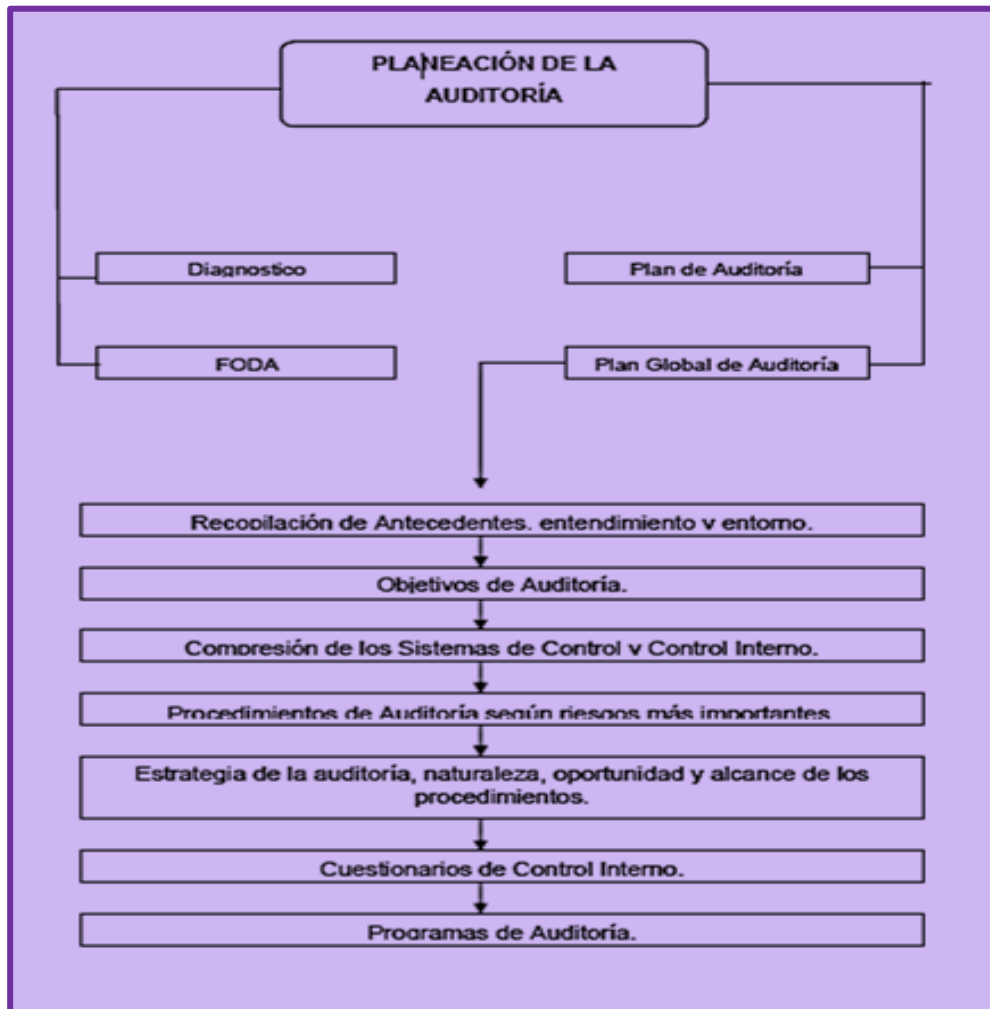 PLANEACIÓN DE LA
AUDITORÍA
Diagnostico
Plan de Auditoría
FODA
Plan Global de Auditoría
Recopilación de Antecedentes, entendimiento y entorno.
Objetivos de Auditoría.
Compresión de los Sistemas de Control y Control Interno.
Procedimientos de Auditoría según riesgos más importantes
Estrategia de la auditoría, naturaleza, oportunidad y alcance de los
procedimientos.
Cuestionarios de Control Interno.
Programas de Auditoría.